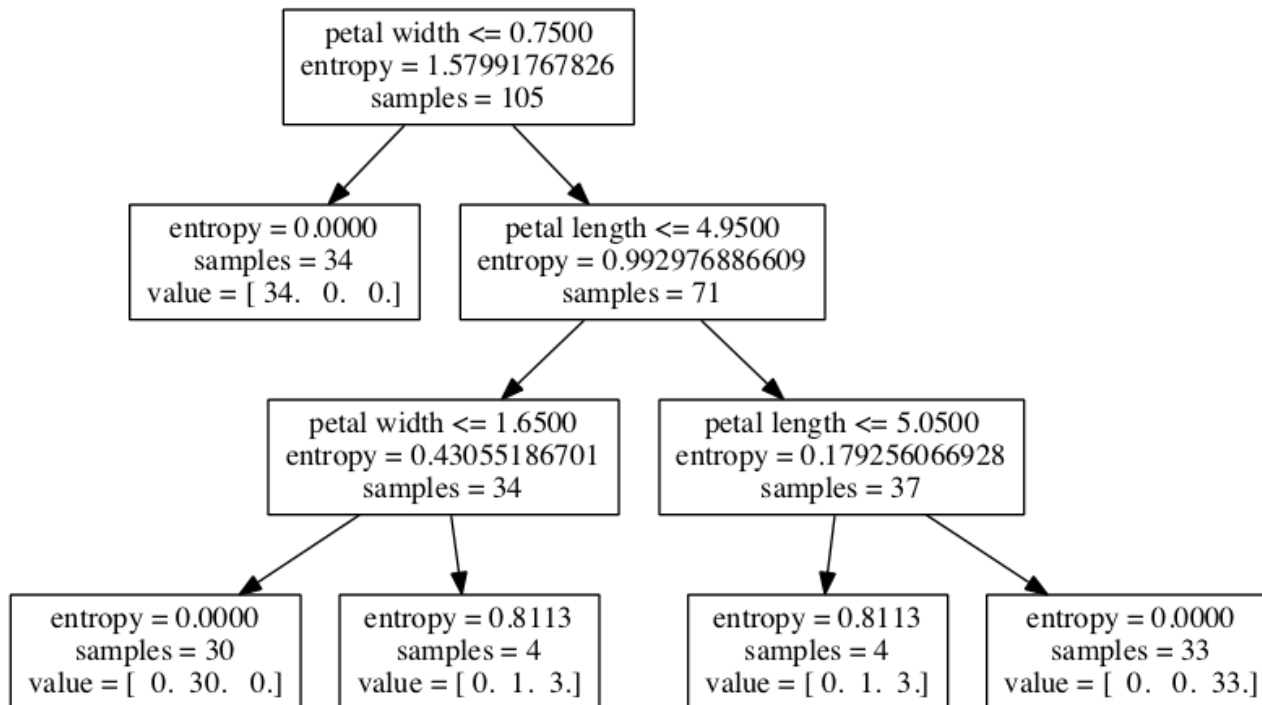 petal width <= 0.7500
entropy = 1.57991767826
samples = 105
entropy = 0.0000
samples = 34
value = [ 34.   0.   0.]
petal length <= 4.9500
entropy = 0.992976886609
samples = 71
petal width <= 1.6500
entropy = 0.43055186701
samples = 34
petal length <= 5.0500
entropy = 0.179256066928
samples = 37
entropy = 0.0000
samples = 30
value = [  0.  30.   0.]
entropy = 0.8113
samples = 4
value = [ 0.  1.  3.]
entropy = 0.8113
samples = 4
value = [ 0.  1.  3.]
entropy = 0.0000
samples = 33
value = [  0.   0.  33.]